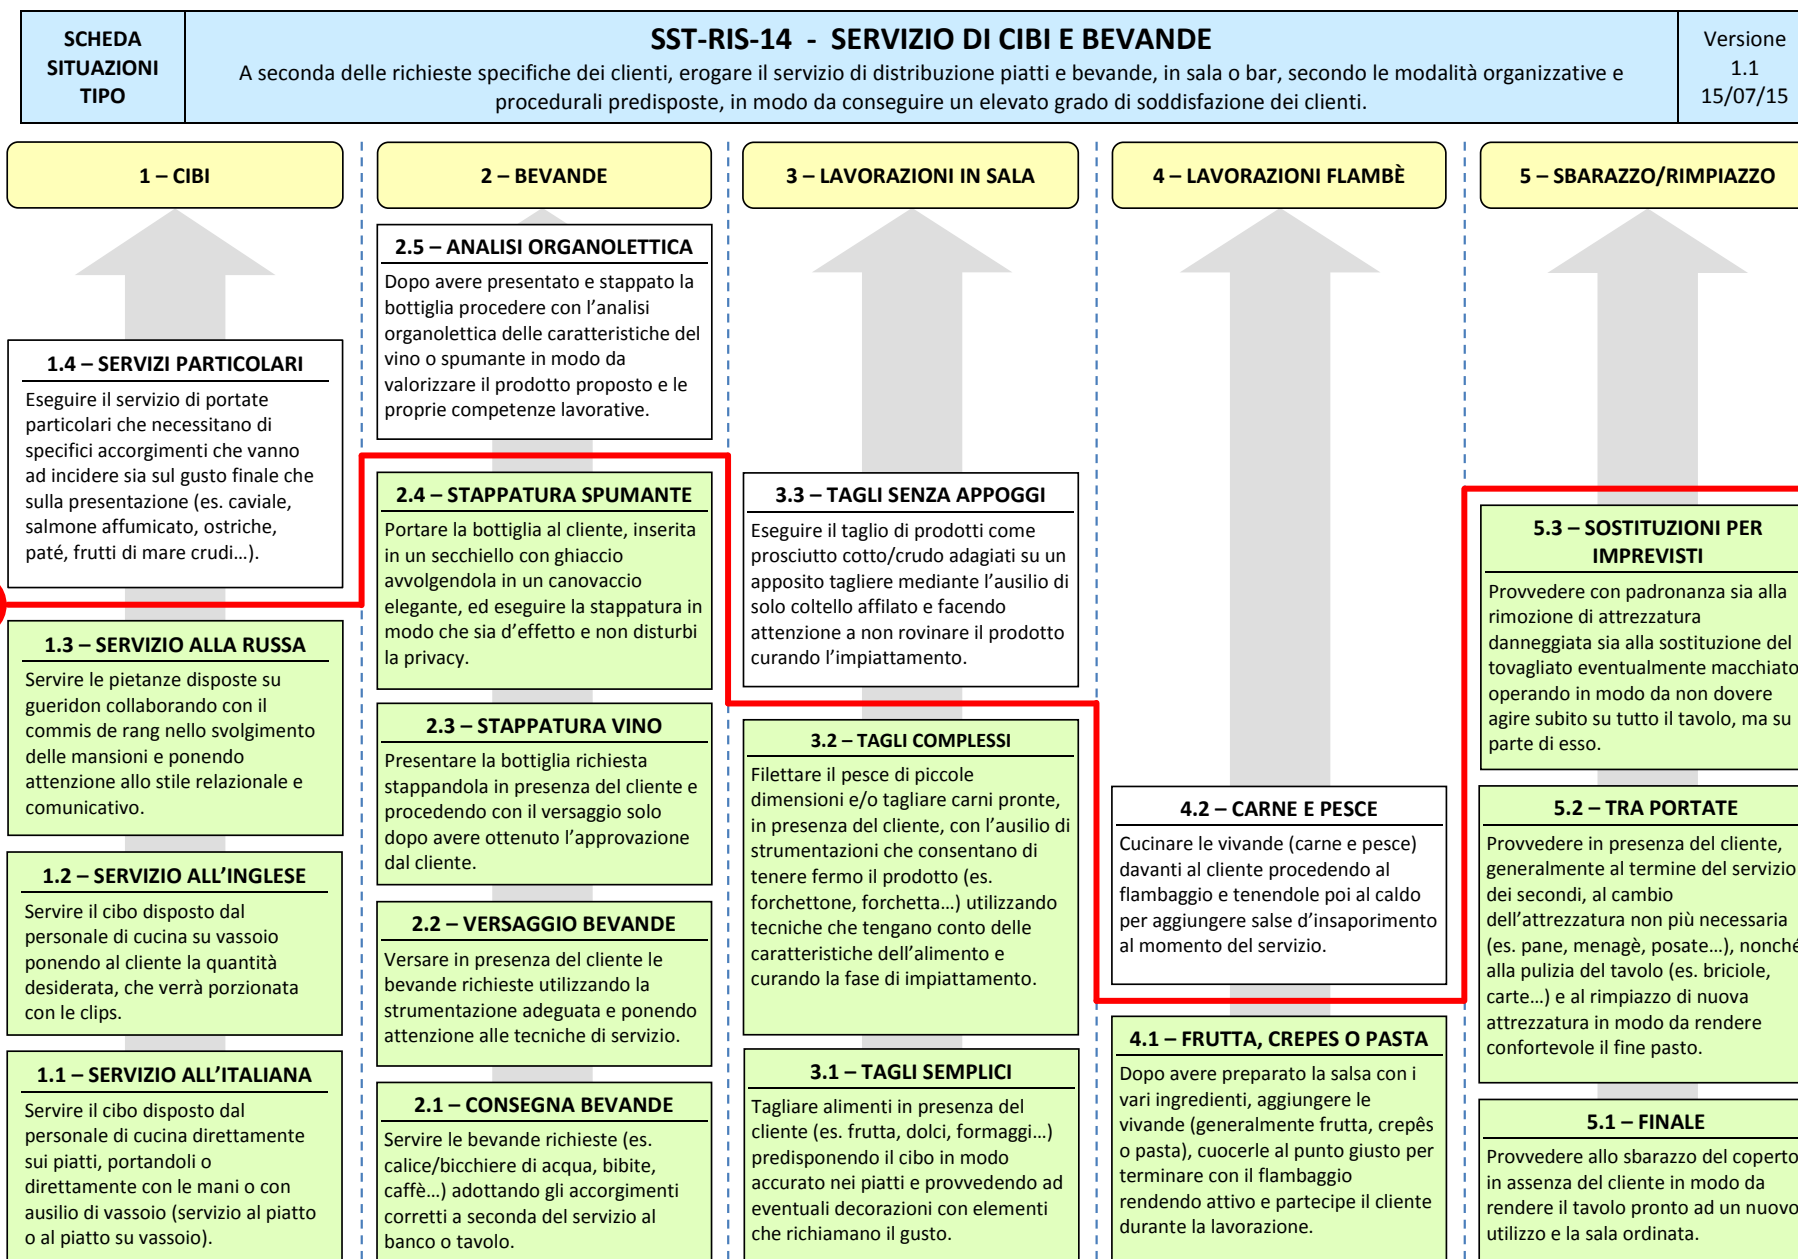 SCHEDA
SITUAZIONI
TIPO
SST-RIS-14 - SERVIZIO DI CIBI E BEVANDE
A seconda delle richieste specifiche dei clienti, erogare il servizio di distribuzione piatti e bevande, in sala o bar, secondo le modalità organizzative e
procedurali predisposte, in modo da conseguire un elevato grado di soddisfazione dei clienti.
Versione
1.1
15/07/15
1 – CIBI
1.4 – SERVIZI PARTICOLARI
Eseguire il servizio di portate
particolari che necessitano di
specifici accorgimenti che vanno
ad incidere sia sul gusto finale che
sulla presentazione (es. caviale,
salmone affumicato, ostriche,
paté, frutti di mare crudi…).
1.3 – SERVIZIO ALLA RUSSA
Servire le pietanze disposte su
gueridon collaborando con il
commis de rang nello svolgimento
delle mansioni e ponendo
attenzione allo stile relazionale e
comunicativo.
1.2 – SERVIZIO ALL’INGLESE
Servire il cibo disposto dal
personale di cucina su vassoio
ponendo al cliente la quantità
desiderata, che verrà porzionata
con le clips.
1.1 – SERVIZIO ALL’ITALIANA
Servire il cibo disposto dal
personale di cucina direttamente
sui piatti, portandoli o
direttamente con le mani o con
ausilio di vassoio (servizio al piatto
o al piatto su vassoio).
2 – BEVANDE
2.5 – ANALISI ORGANOLETTICA
Dopo avere presentato e stappato la
bottiglia procedere con l’analisi
organolettica delle caratteristiche del
vino o spumante in modo da
valorizzare il prodotto proposto e le
proprie competenze lavorative.
2.4 – STAPPATURA SPUMANTE
Portare la bottiglia al cliente, inserita
in un secchiello con ghiaccio
avvolgendola in un canovaccio
elegante, ed eseguire la stappatura in
modo che sia d’effetto e non disturbi
la privacy.
2.3 – STAPPATURA VINO
Presentare la bottiglia richiesta
stappandola in presenza del cliente e
procedendo con il versaggio solo
dopo avere ottenuto l’approvazione
dal cliente.
2.2 – VERSAGGIO BEVANDE
Versare in presenza del cliente le
bevande richieste utilizzando la
strumentazione adeguata e ponendo
attenzione alle tecniche di servizio.
2.1 – CONSEGNA BEVANDE
Servire le bevande richieste (es.
calice/bicchiere di acqua, bibite,
caffè…) adottando gli accorgimenti
corretti a seconda del servizio al
banco o tavolo.
3 – LAVORAZIONI IN SALA
3.3 – TAGLI SENZA APPOGGI
Eseguire il taglio di prodotti come
prosciutto cotto/crudo adagiati su un
apposito tagliere mediante l’ausilio di
solo coltello affilato e facendo
attenzione a non rovinare il prodotto
curando l’impiattamento.
3.2 – TAGLI COMPLESSI
Filettare il pesce di piccole
dimensioni e/o tagliare carni pronte,
in presenza del cliente, con l’ausilio di
strumentazioni che consentano di
tenere fermo il prodotto (es.
forchettone, forchetta…) utilizzando
tecniche che tengano conto delle
caratteristiche dell’alimento e
curando la fase di impiattamento.
3.1 – TAGLI SEMPLICI
Tagliare alimenti in presenza del
cliente (es. frutta, dolci, formaggi…)
predisponendo il cibo in modo
accurato nei piatti e provvedendo ad
eventuali decorazioni con elementi
che richiamano il gusto.
4 – LAVORAZIONI FLAMBÈ
4.2 – CARNE E PESCE
Cucinare le vivande (carne e pesce)
davanti al cliente procedendo al
flambaggio e tenendole poi al caldo
per aggiungere salse d’insaporimento
al momento del servizio.
4.1 – FRUTTA, CREPES O PASTA
Dopo avere preparato la salsa con i
vari ingredienti, aggiungere le
vivande (generalmente frutta, crepês
o pasta), cuocerle al punto giusto per
terminare con il flambaggio
rendendo attivo e partecipe il cliente
durante la lavorazione.
5 – SBARAZZO/RIMPIAZZO
5.3 – SOSTITUZIONI PER
IMPREVISTI
Provvedere con padronanza sia alla
rimozione di attrezzatura
danneggiata sia alla sostituzione del
tovagliato eventualmente macchiato
operando in modo da non dovere
agire subito su tutto il tavolo, ma su
parte di esso.
5.2 – TRA PORTATE
Provvedere in presenza del cliente,
generalmente al termine del servizio
dei secondi, al cambio
dell’attrezzatura non più necessaria
(es. pane, menagè, posate…), nonché
alla pulizia del tavolo (es. briciole,
carte…) e al rimpiazzo di nuova
attrezzatura in modo da rendere
confortevole il fine pasto.
5.1 – FINALE
Provvedere allo sbarazzo del coperto
in assenza del cliente in modo da
rendere il tavolo pronto ad un nuovo
utilizzo e la sala ordinata.